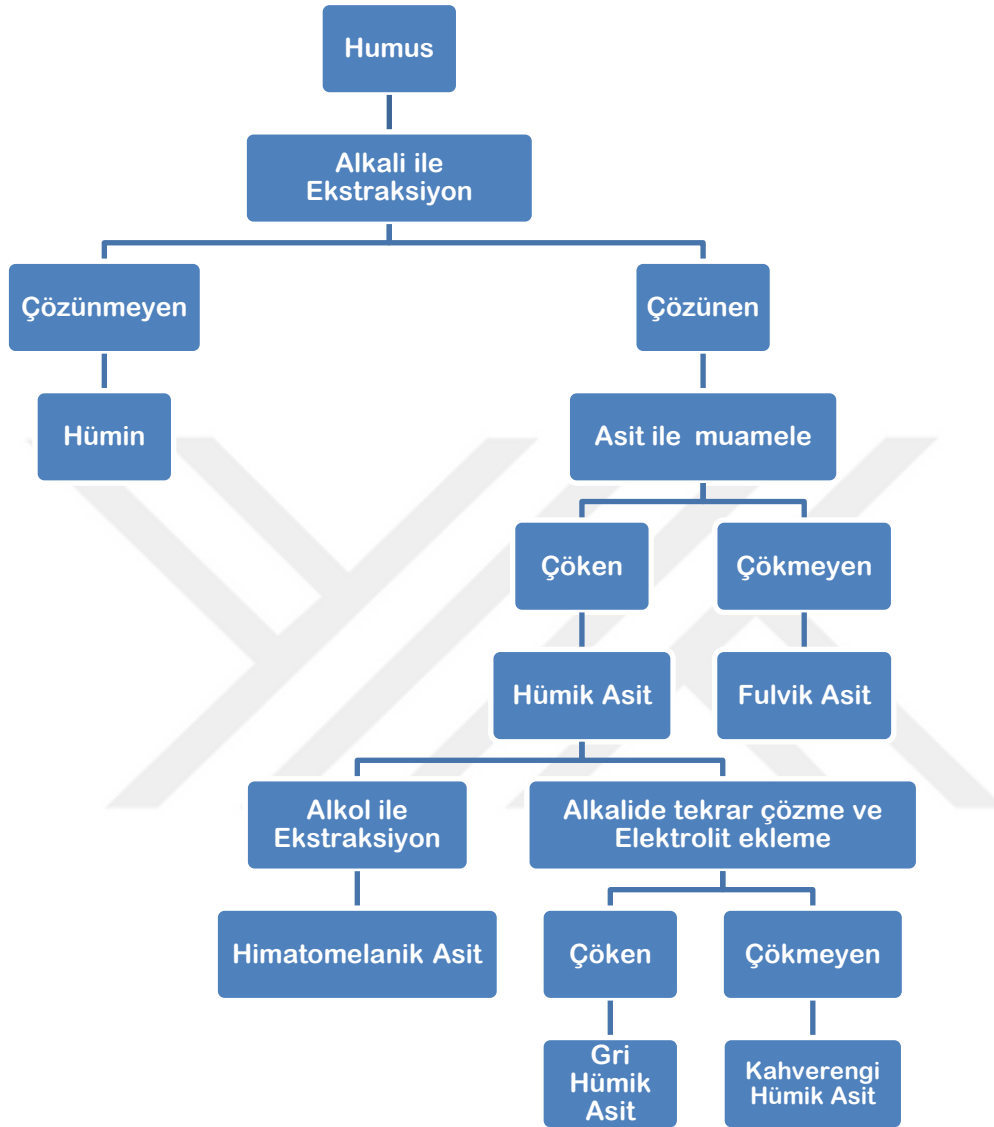 Humus
Alkali ile
Ekstraksiyon
Çözünmeyen
Çözünen
Hümin
Asit ile muamele
Çöken
Çökmeyen
Hümik Asit
Fulvik Asit
Alkol ile
Ekstraksiyon
Alkalide tekrar çözme ve
Elektrolit ekleme
Himatomelanik Asit
Çöken
Çökmeyen
Gri
Hümik
Asit
Kahverengi
Hümik Asit